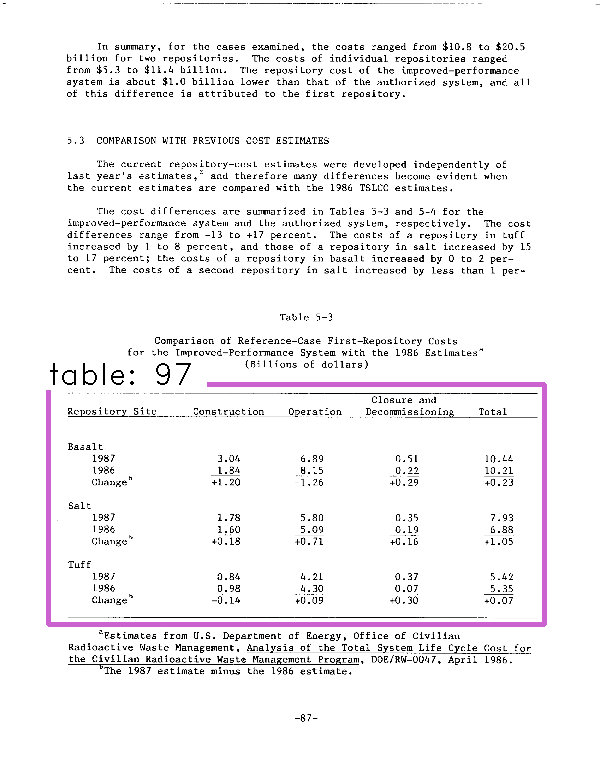 In summary, for the cases examined, the costs ranged from $10.8 to $20.5
billion for two repositories. The costs of individual repositories ranged
from $5.3 to $11.4 billion. The repository cost of the improved-performance
system is about $1.0 billion lower than that of the authorized system, and all
of this difference is attributed to the first repository.
5.3 COMPARISON WITH PREVIOUS COST ESTIMATES
The current repository-cost estimates were developed independently of
last year's estimates,² and therefore many differences become evident when
the current estimates are compared with the 1986 TSLCC estimates.
The cost differences are summarized in Tables 5-3 and 5-4 for the
improved-performance system and the authorized system, respectively. The cost
differences range from -13 to +17 percent. The costs of a repository in tuff
increased by 1 to 8 percent, and those of a repository in salt increased by 15
to 17 percent; the costs of a repository in basalt increased by 0 to 2 per-
cent. The costs of a second repository in salt increased by less than 1 per-
Table 5-3
Comparison of Reference-Case First-Repository Costs
for the Improved-Performance System with the 1986 Estimatesᵃ
(Billions of dollars)
table: 97
Closure and
Repository Site Construction Operation Decommissioning Total
Basalt
1987 3.04 6.89 0.51 10.44
1986 1.84 8.15 0.22 10.21
Changeᵇ +1.20 -1.26 +0.29 +0.23
Salt
1987 1.78 5.80 0.35 7.93
1986 1.60 5.09 0.19 6.88
Changeᵇ +0.18 +0.71 +0.16 +1.05
Tuff
1987 0.84 4.21 0.37 5.42
1986 0.98 4.30 0.07 5.35
Changeᵇ -0.14 +0.09 +0.30 +0.07
ᵃEstimates from U.S. Department of Energy, Office of Civilian
Radioactive Waste Management, Analysis of the Total System Life Cycle Cost for
the Civilian Radioactive Waste Management Program, DOE/RW-0047, April 1986.
ᵇThe 1987 estimate minus the 1986 estimate.
-87-